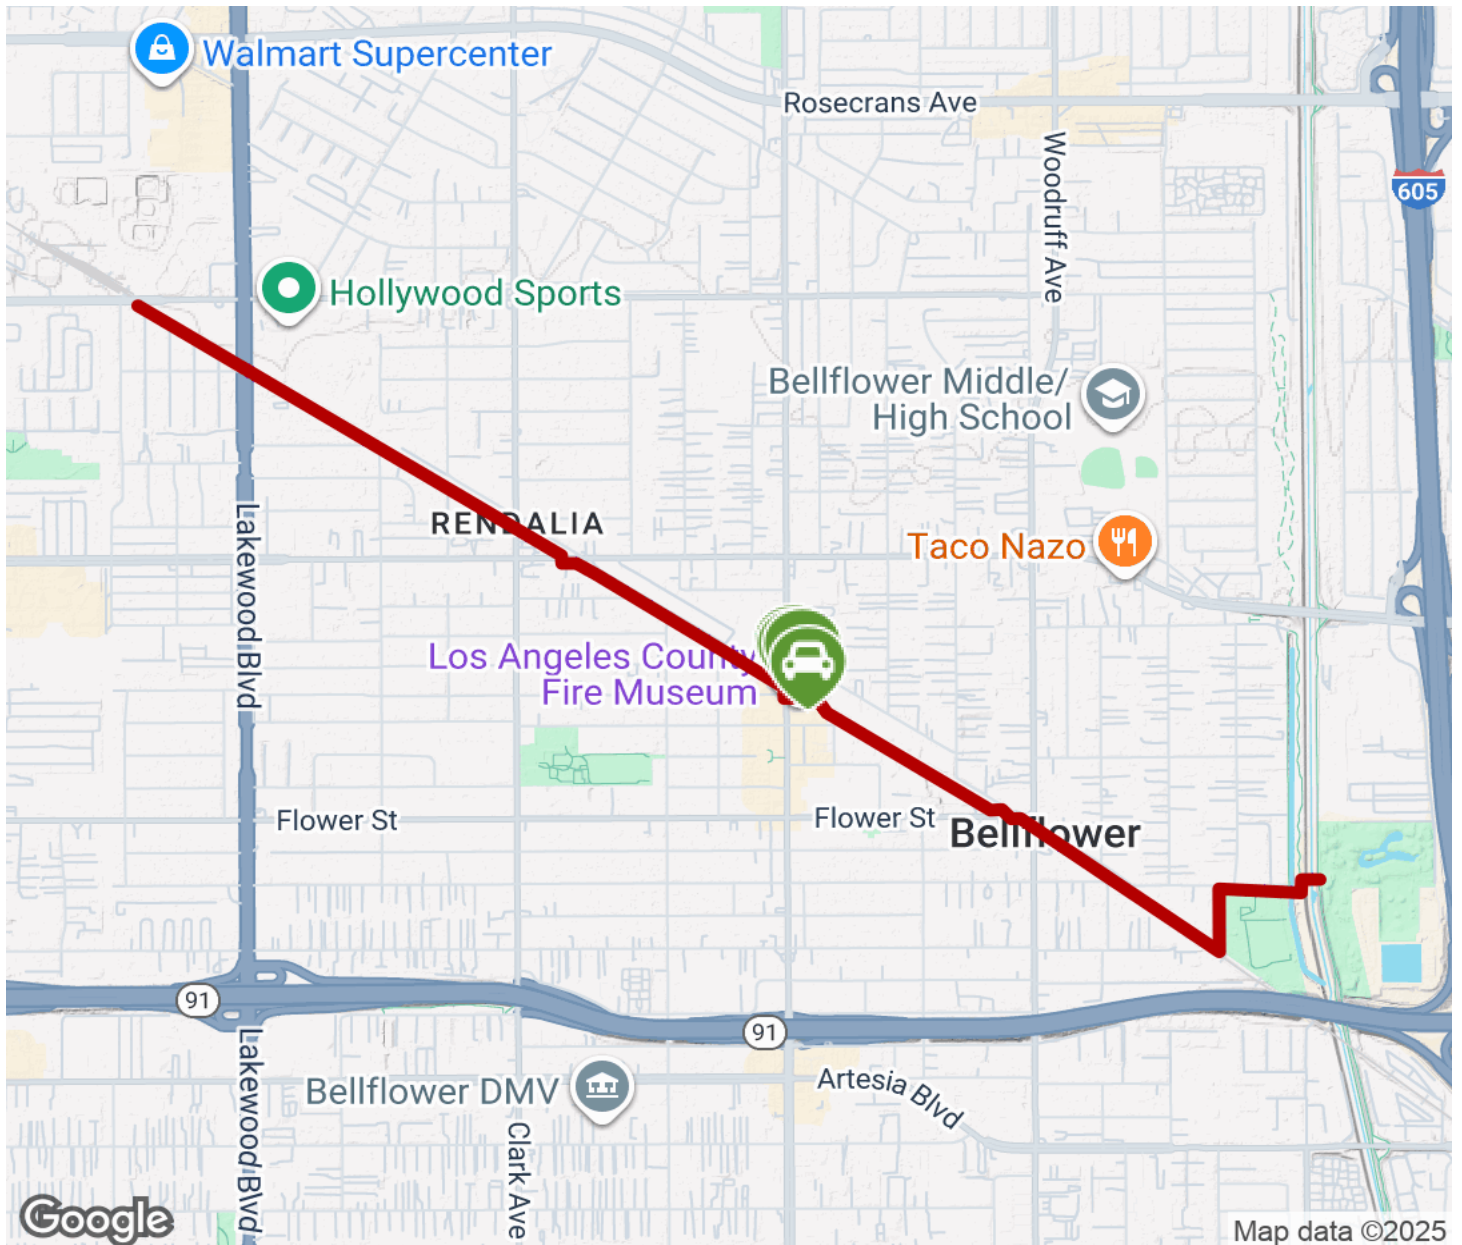 Walmart Supercenter
Rosecrans Ave
Woodruff Ave
605
Hollywood Sports
Bellflower Middle/
High School
RENDALIA
Lakewood Blvd
Taco Nazo
Los Angeles County
Fire Museum
Flower St
Flower St
Bellflower
91
91
Lakewood Blvd
Bellflower DMV
Artesia Blvd
Clark Ave
Google
Map data ©2025